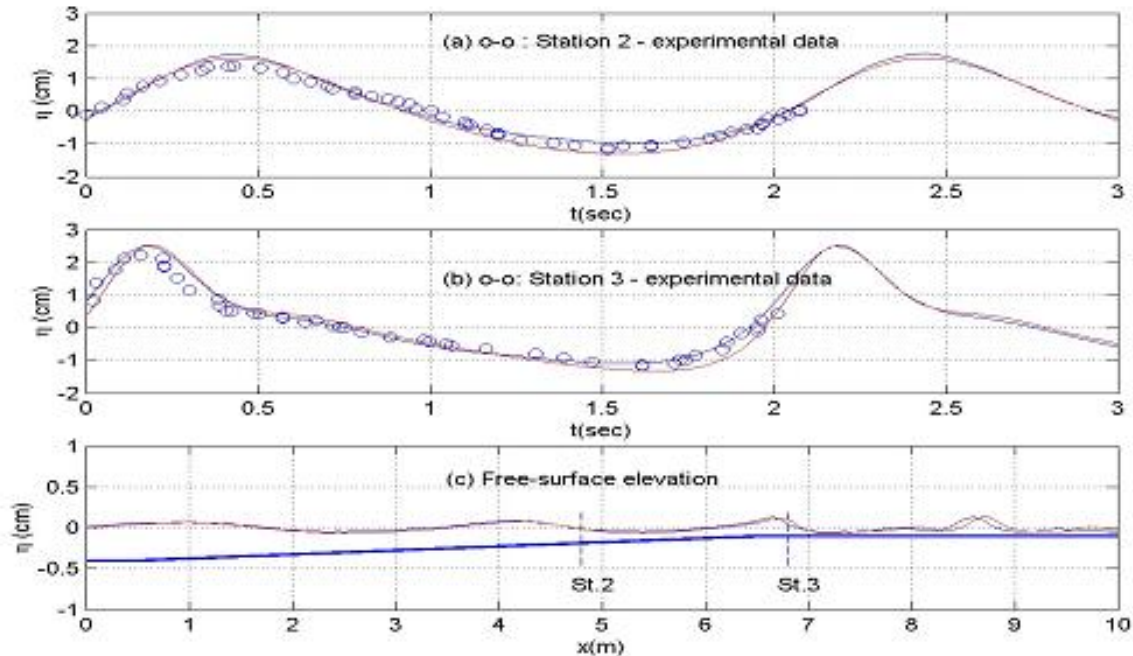 3
2
1
0
-1
-2
η (cm)
(a) o-o : Station 2 - experimental data
0 0.5 1 1.5 2 2.5 3
t(sec)
3
2
1
0
-1
-2
η (cm)
(b) o-o: Station 3 - experimental data
0 0.5 1 1.5 2 2.5 3
t(sec)
1
0.5
0
-0.5
-1
η (cm)
(c) Free-surface elevation
St.2 St.3
0 1 2 3 4 5 6 7 8 9 10
x(m)